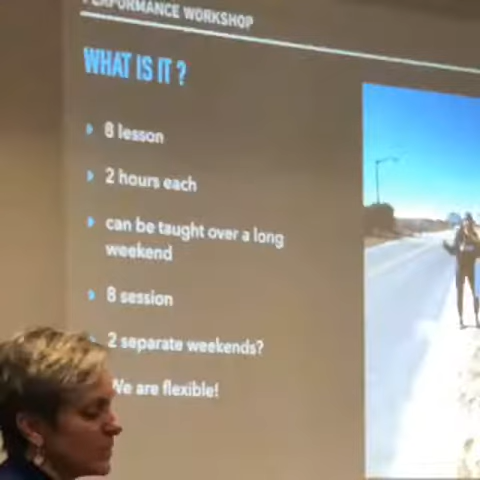 PERFORMANCE WORKSHOP
WHAT IS IT ?
8 lesson
2 hours each
can be taught over a long
weekend
8 session
2 separate weekends?
We are flexible!